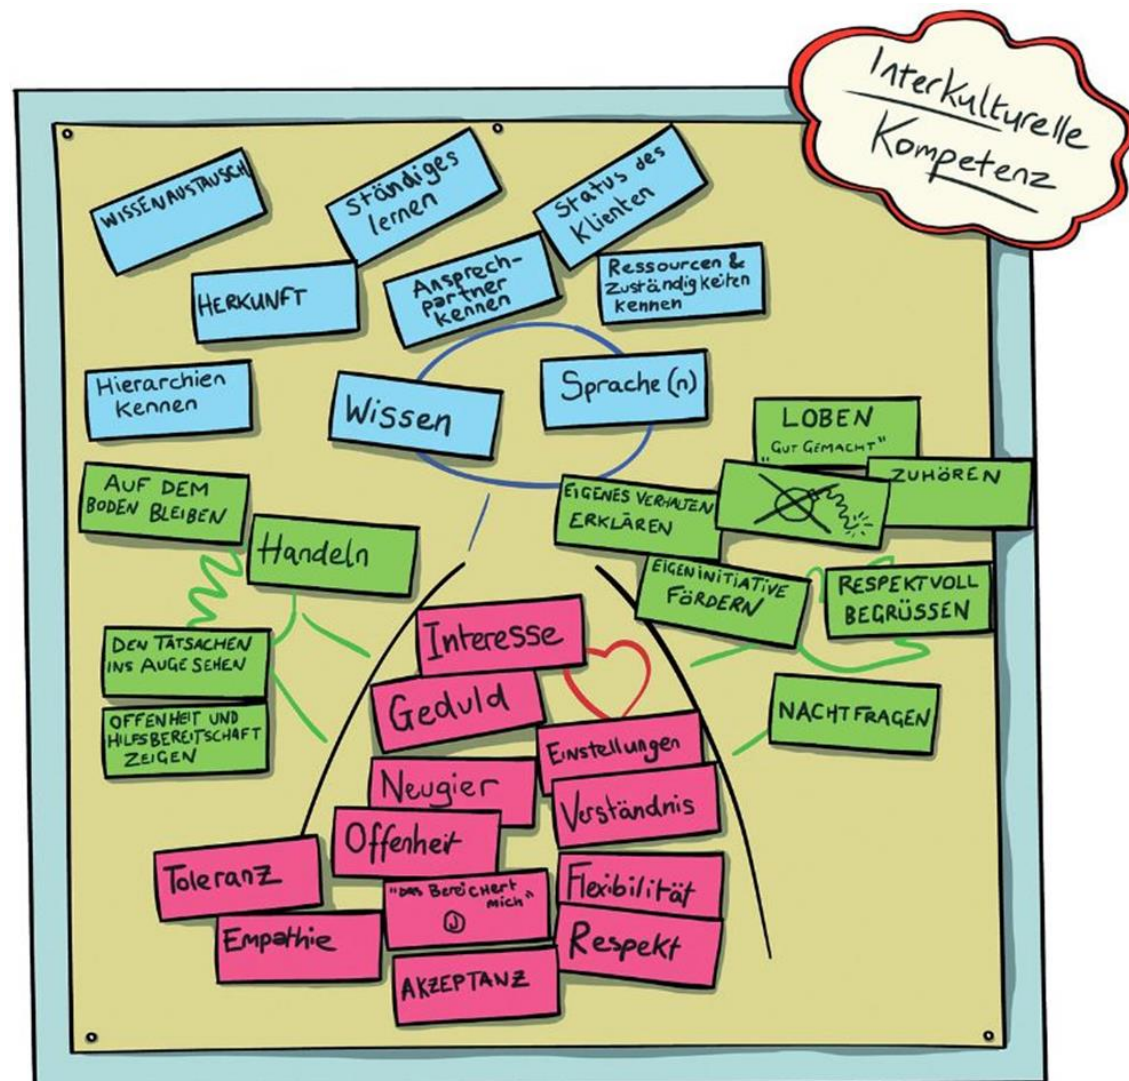 Interkulturelle
Kompetenz
WISSENAUSTAUSCH
Ständiges
lernen
Status des
Klienten
HERKUNFT
Ansprech-
partner
kennen
Ressourcen &
Zuständigkeiten
kennen
Hierarchien
kennen
Wissen
Sprache(n)
LOBEN
"GUT GEMACHT"
ZUHÖREN
AUF DEM
BODEN BLEIBEN
Handeln
EIGENES VERHALTEN
ERKLÄREN
EIGENINITIATIVE
FÖRDERN
RESPEKTVOLL
BEGRÜSSEN
DEN TATSACHEN
INS AUGE SEHEN
OFFENHEIT UND
HILFSBEREITSCHAFT
ZEIGEN
NACHTFRAGEN
Interesse
Geduld
Einstellungen
Neugier
Verständnis
Offenheit
Toleranz
"DAS BEREICHERT
mich"
Flexibilität
Empathie
Respekt
AKZEPTANZ